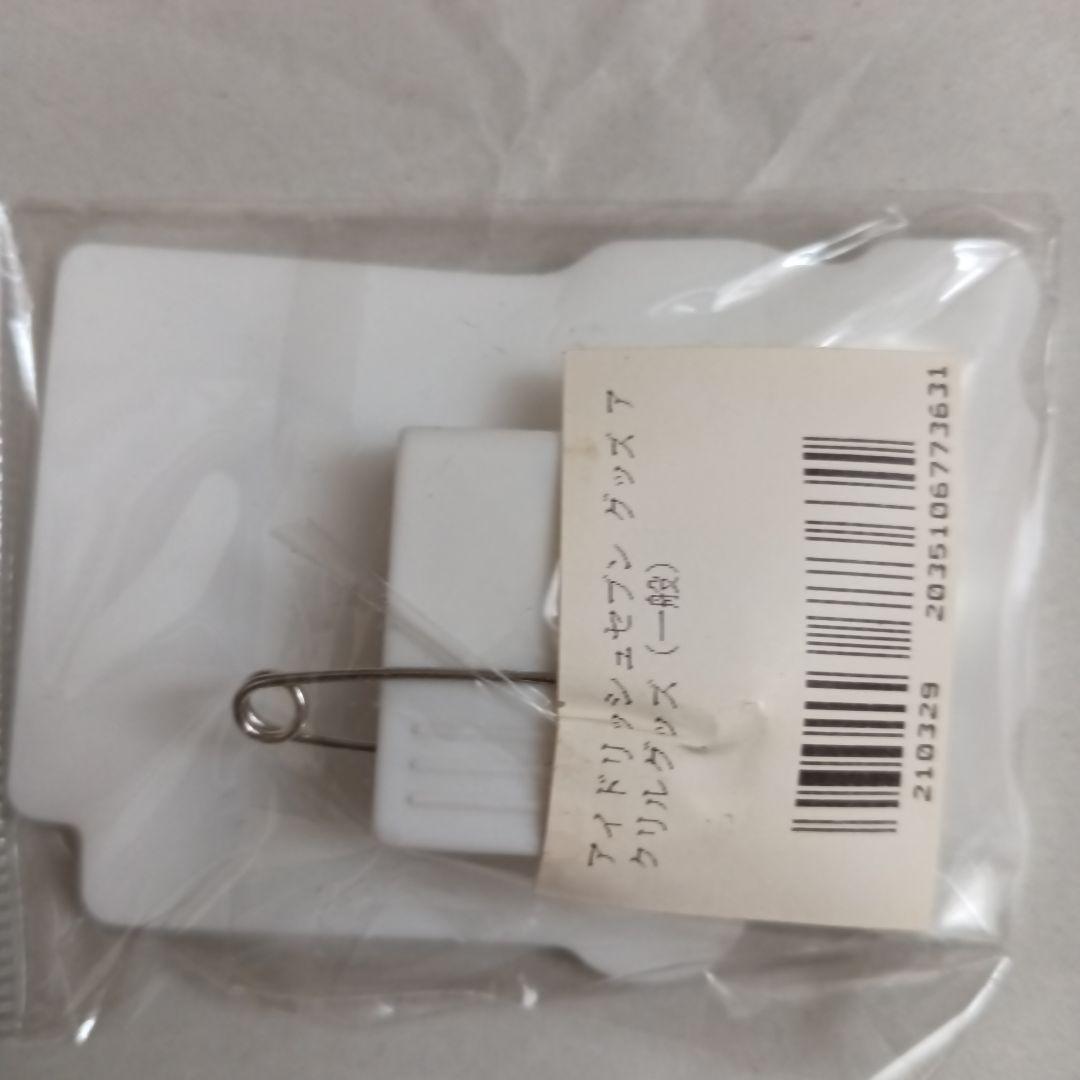 アイドリッシュセブン グッズ ア
クリルグッズ (一般)
210329 2035106773631